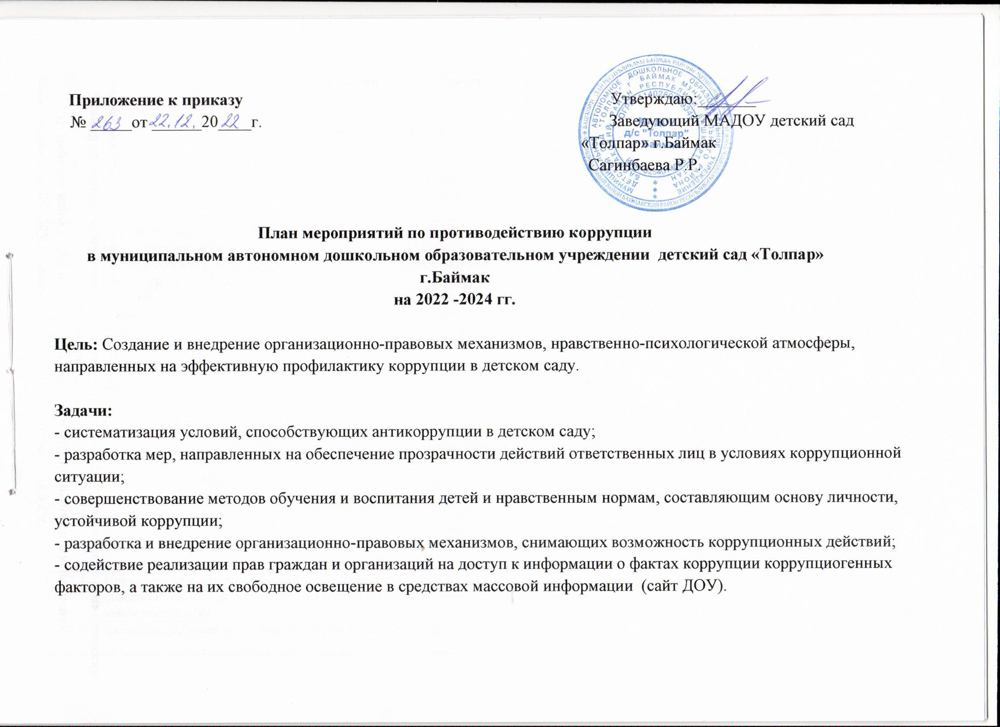 Приложение к приказу
№ 263 от 22.12. 2022 г.
Утверждаю:
Заведующий МАДОУ детский сад
«Толпар» г.Баймак
Сагинбаева Р.Р.
д/с “Толпар”
План мероприятий по противодействию коррупции
в муниципальном автономном дошкольном образовательном учреждении детский сад «Толпар»
г.Баймак
на 2022 -2024 гг.
Цель: Создание и внедрение организационно-правовых механизмов, нравственно-психологической атмосферы,
направленных на эффективную профилактику коррупции в детском саду.
Задачи:
- систематизация условий, способствующих антикоррупции в детском саду;
- разработка мер, направленных на обеспечение прозрачности действий ответственных лиц в условиях коррупционной
ситуации;
- совершенствование методов обучения и воспитания детей и нравственным нормам, составляющим основу личности,
устойчивой коррупции;
- разработка и внедрение организационно-правовых механизмов, снимающих возможность коррупционных действий;
- содействие реализации прав граждан и организаций на доступ к информации о фактах коррупции коррупциогенных
факторов, а также на их свободное освещение в средствах массовой информации (сайт ДОУ).